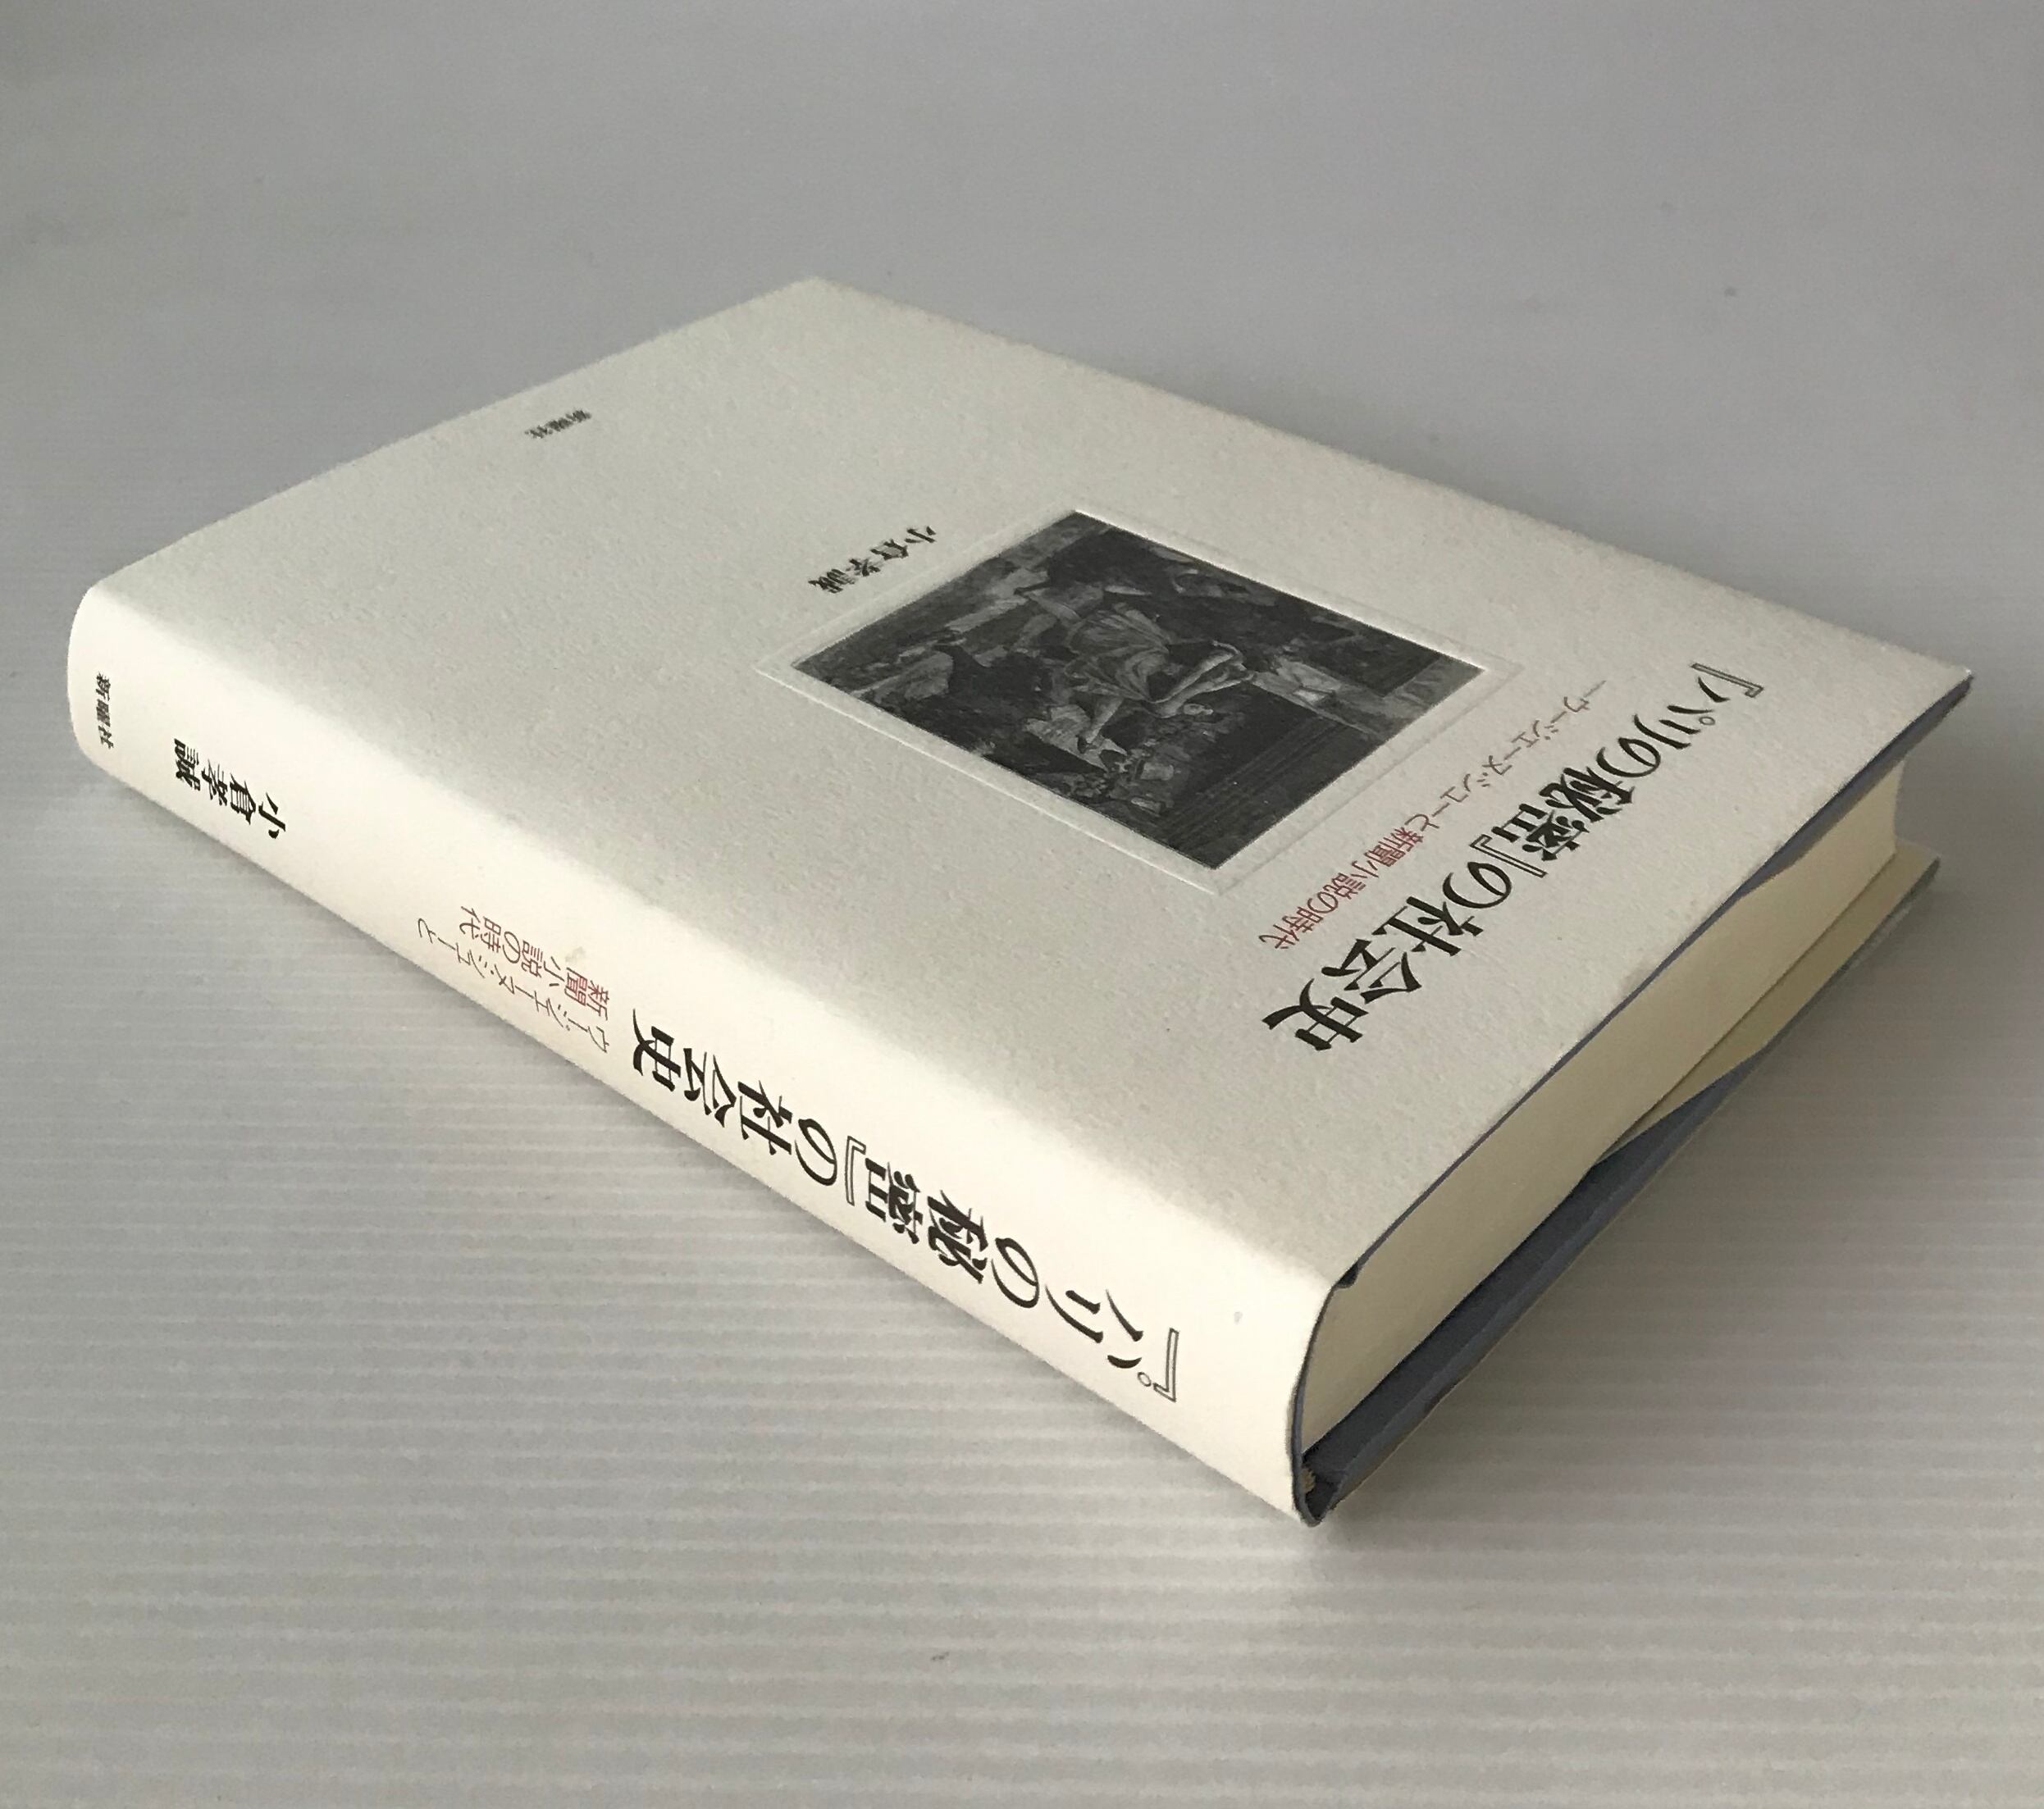 『パリの秘密』の社会史
―ウージェーヌ・シューと新聞小説の時代
小倉孝誠
新曜社
『パリの秘密』の社会史
ウージェーヌ・シューと
新聞小説の時代
小倉孝誠
新曜社